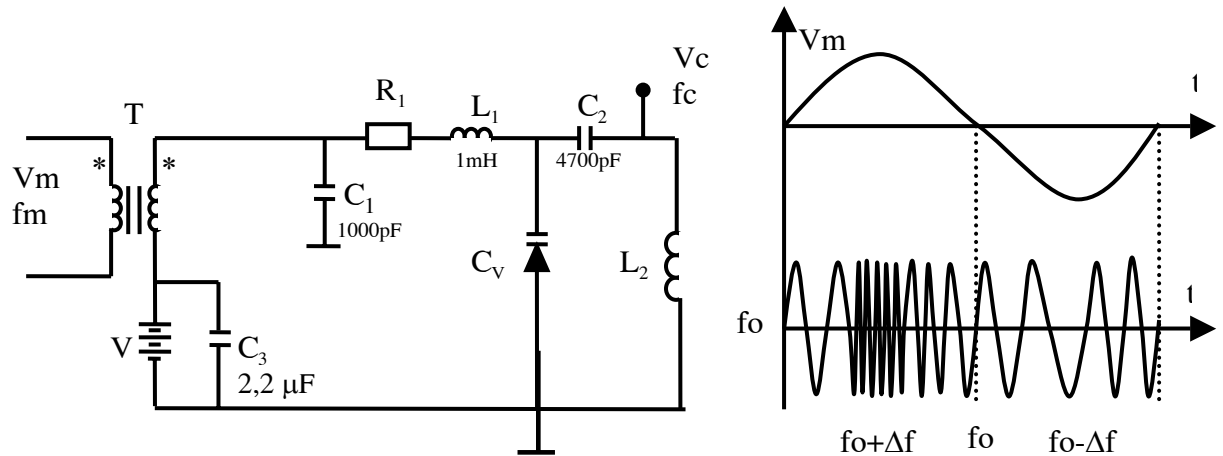 T
*
*
Vm
fm
V
C₃
2,2 µF
C₁
1000pF
R₁
L₁
1mH
C₂
4700pF
Vc
fc
Cᵥ
L₂
Vm
t
fo
t
fo+Δf
fo
fo-Δf